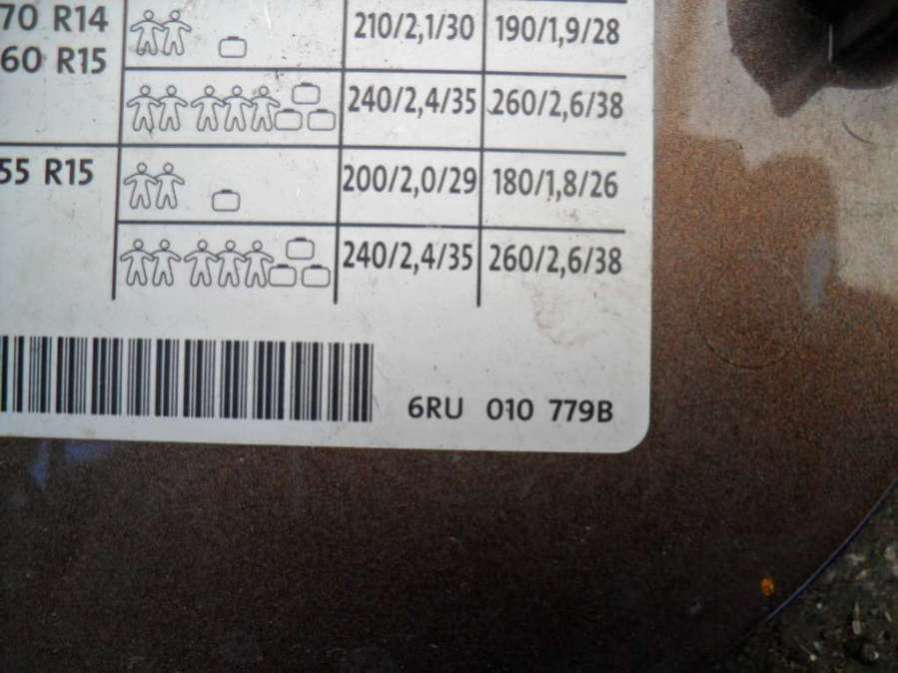 70 R14 210/2,1/30 190/1,9/28
60 R15
240/2,4/35 260/2,6/38
55 R15 200/2,0/29 180/1,8/26
240/2,4/35 260/2,6/38
6RU 010 779B